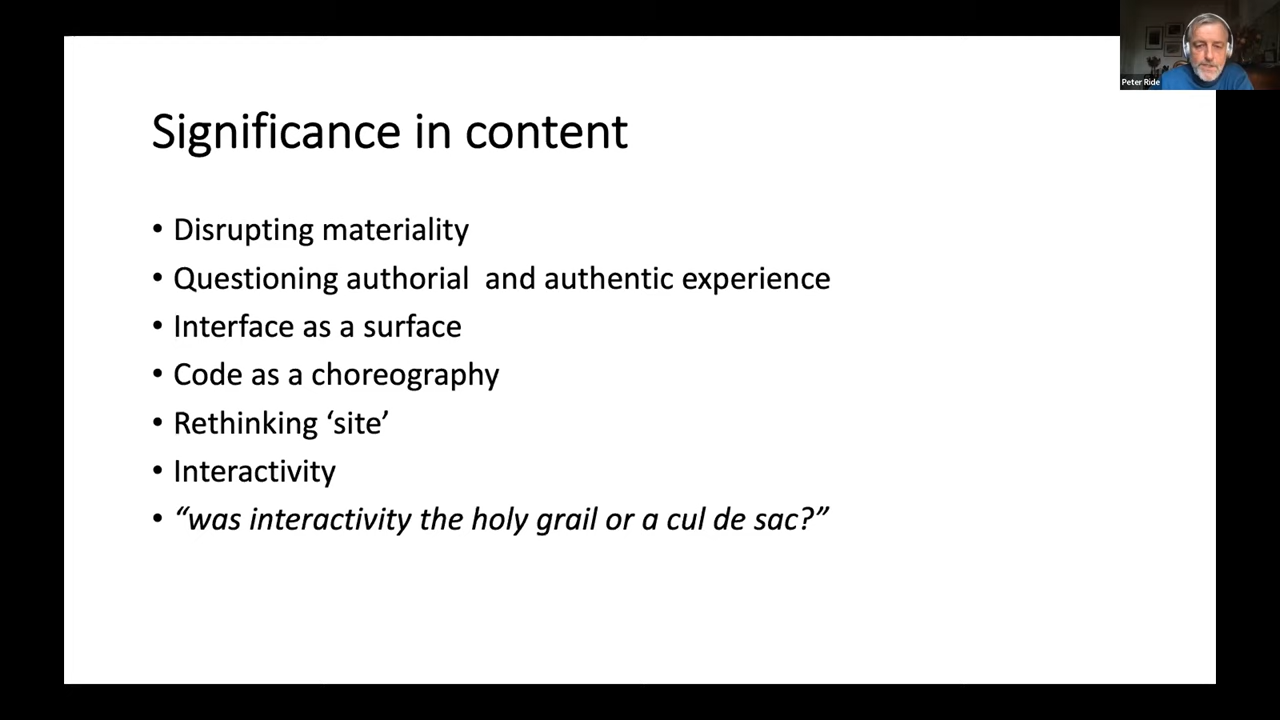 Peter Ride
Significance in content
• Disrupting materiality
• Questioning authorial  and authentic experience
• Interface as a surface
• Code as a choreography
• Rethinking ‘site’
• Interactivity
• “was interactivity the holy grail or a cul de sac?”